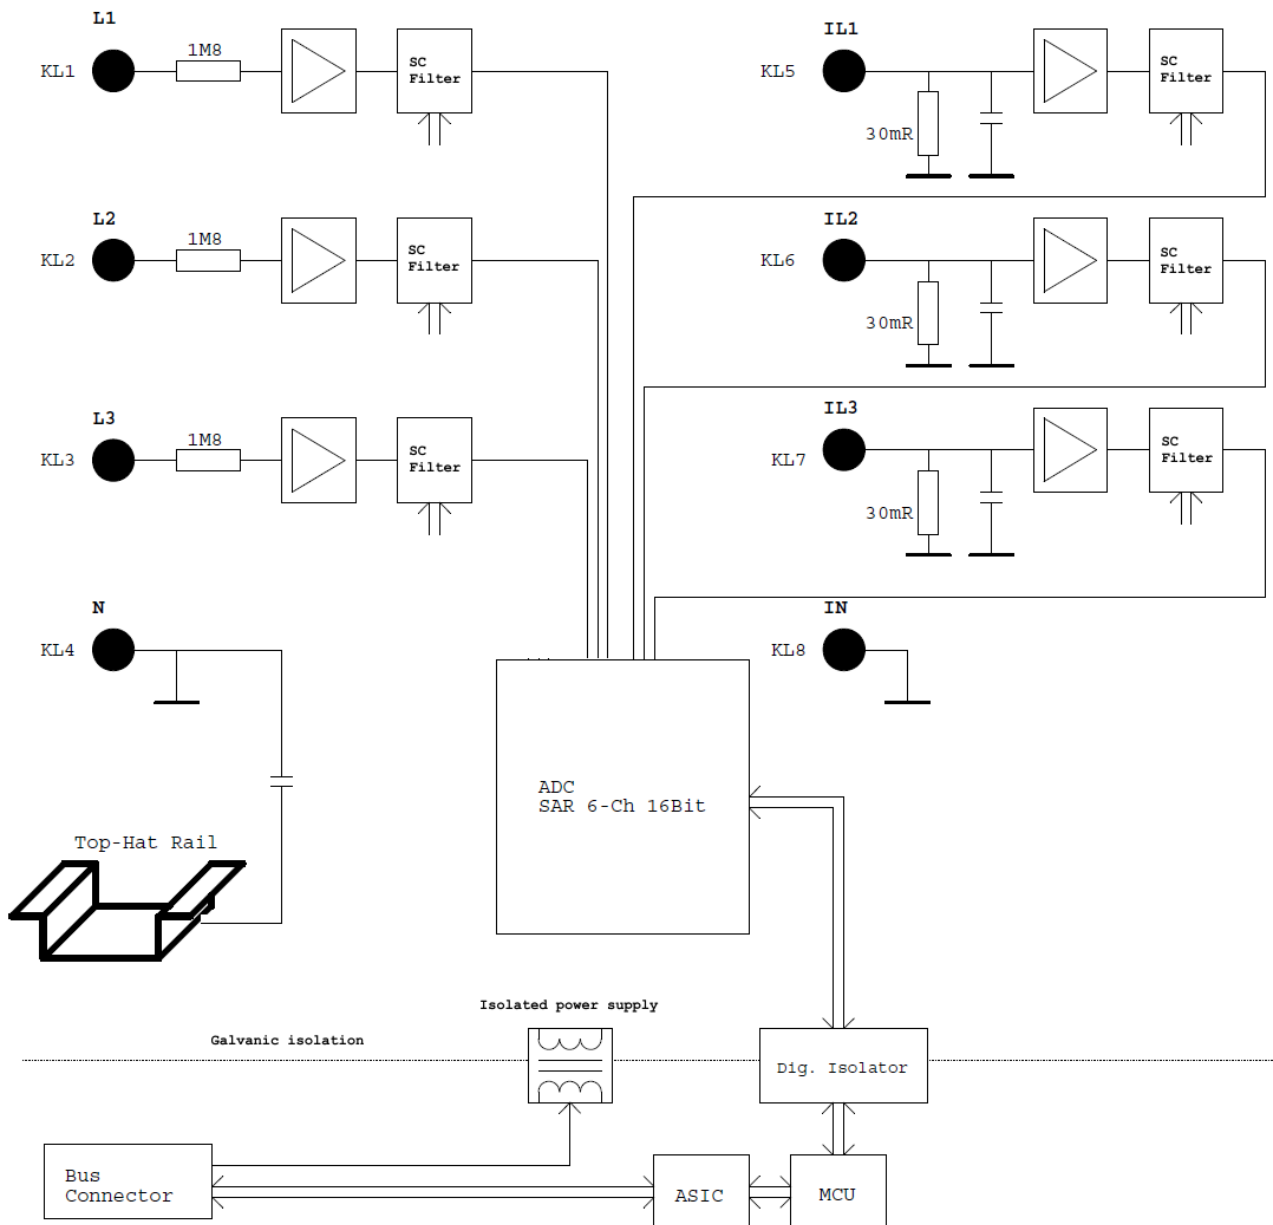 L1
1M8
KL1
SC
Filter
IL1
KL5
30mR
SC
Filter
L2
1M8
KL2
SC
Filter
IL2
KL6
30mR
SC
Filter
L3
1M8
KL3
SC
Filter
IL3
KL7
30mR
SC
Filter
N
KL4
IN
KL8
ADC
SAR 6-Ch 16Bit
Top-Hat Rail
Isolated power supply
Galvanic isolation
Dig. Isolator
Bus
Connector
ASIC
MCU